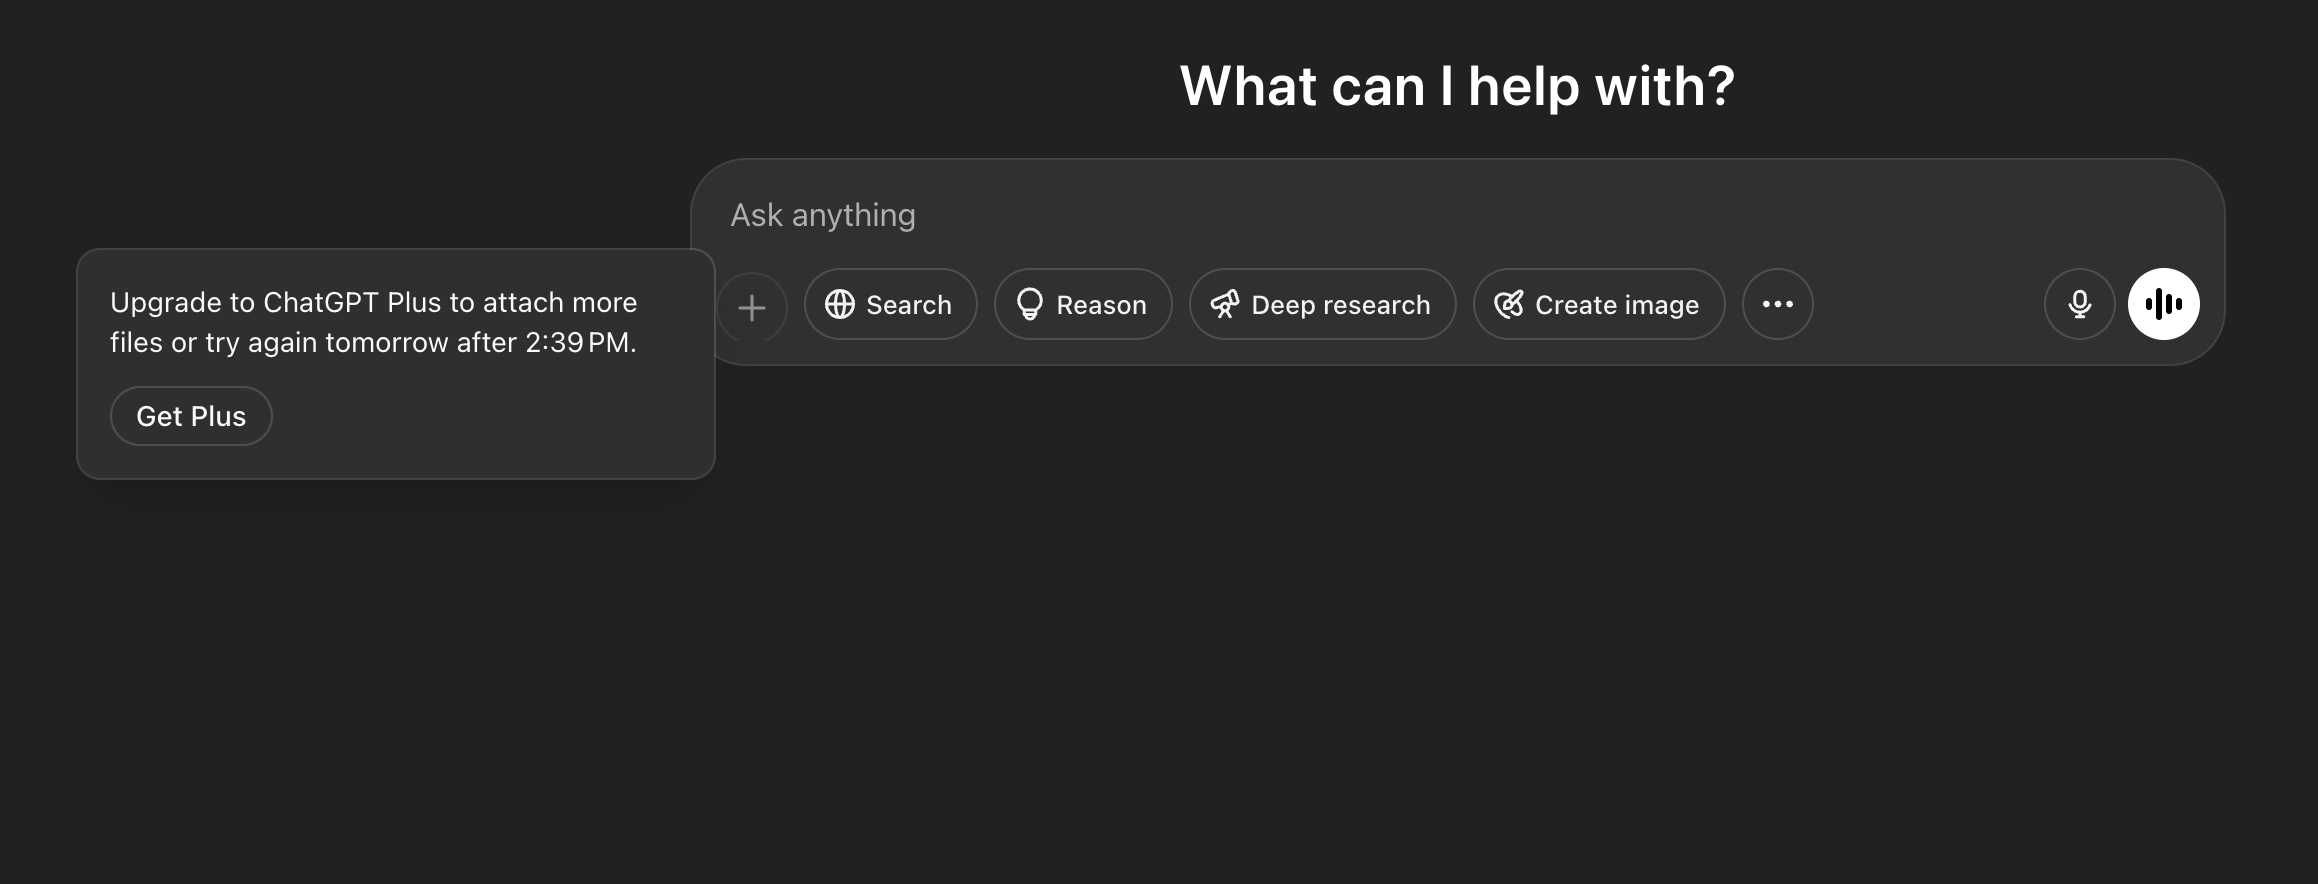 What can I help with?
Ask anything
Search
Reason
Deep research
Create image
Upgrade to ChatGPT Plus to attach more
files or try again tomorrow after 2:39 PM.
Get Plus